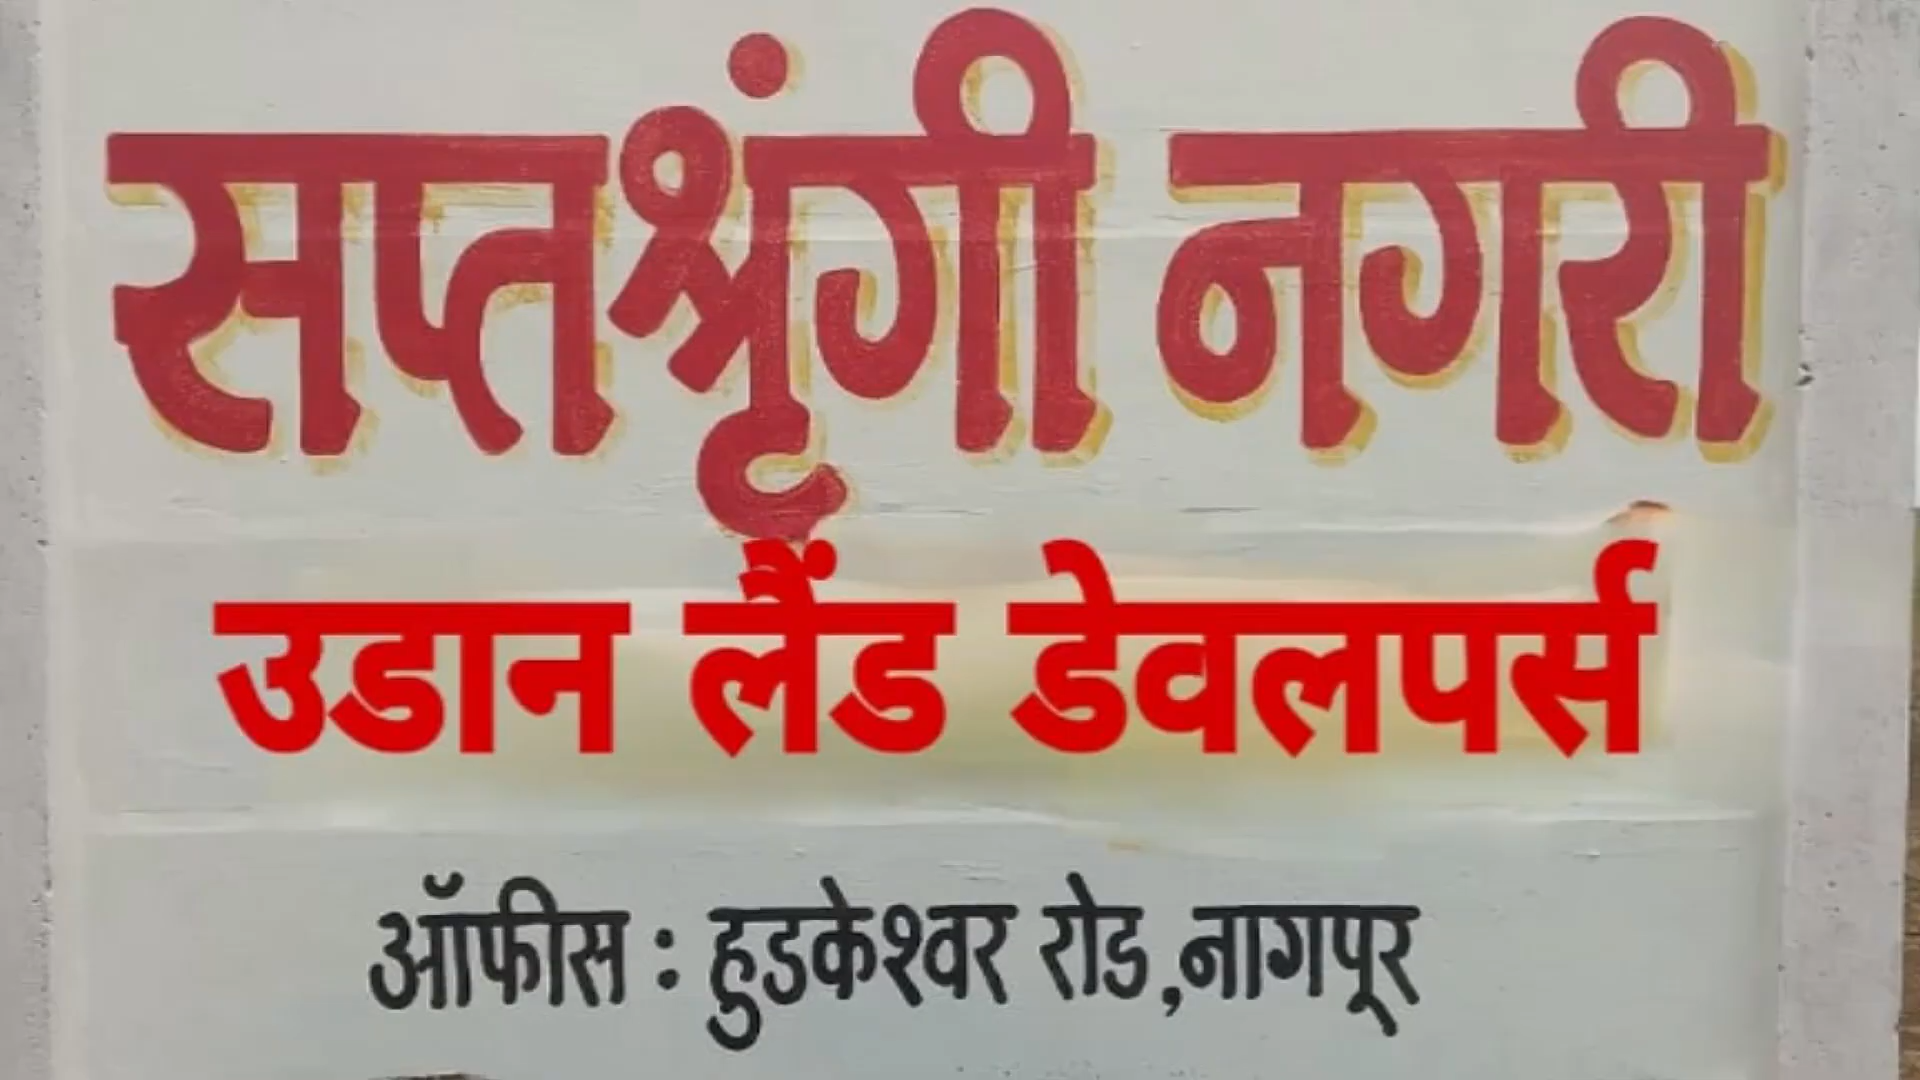 सप्तश्रृंगी नगरी
उडान लैंड डेवलपर्स
ऑफीस : हुडकेश्वर रोड ,नागपूर